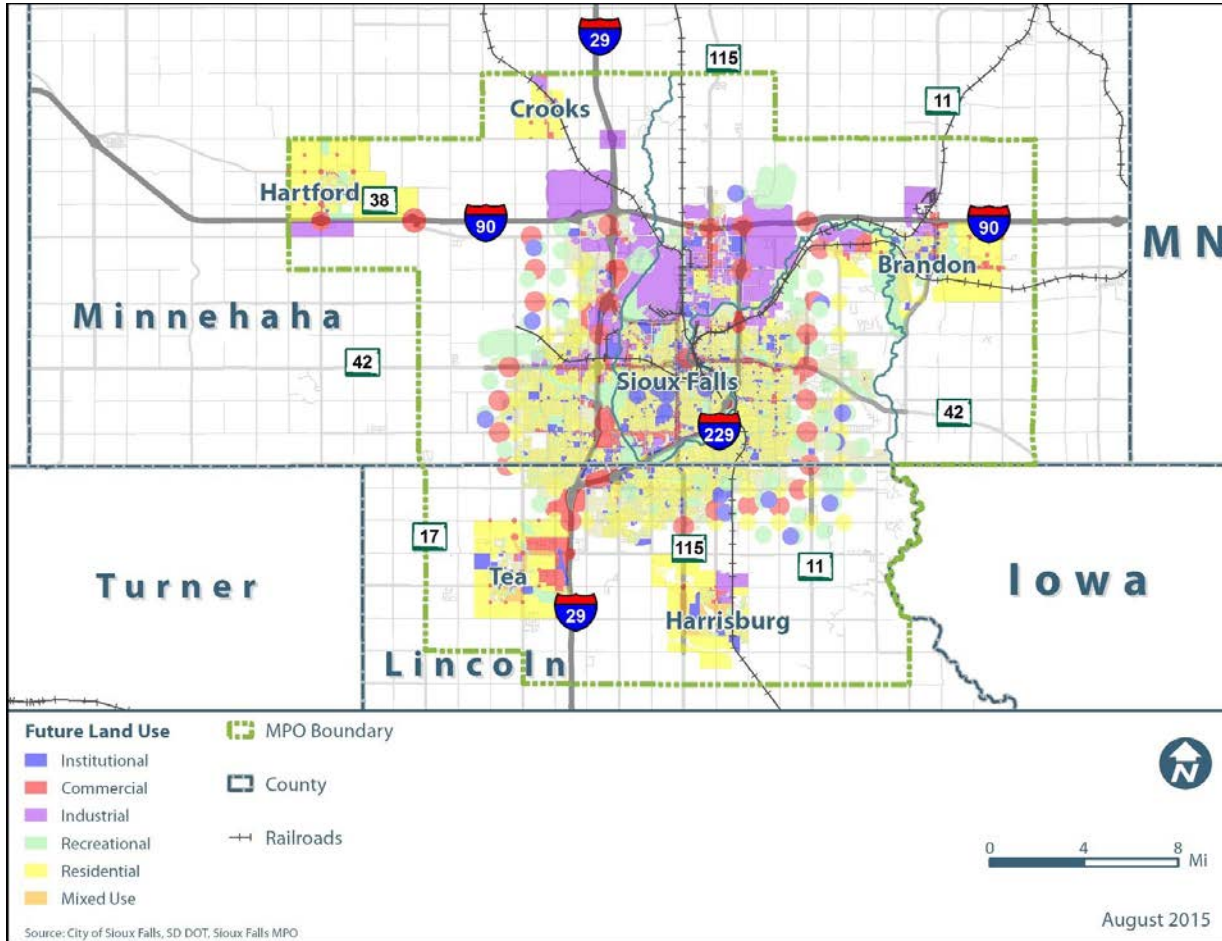 29
115
11
Crooks
Hartford
38
90
90
Brandon
MN
Minnehaha
42
Sioux Falls
42
229
17
115
11
Turner
Tea
Iowa
29
Harrisburg
Lincoln
Future Land Use
Institutional
Commercial
Industrial
Recreational
Residential
Mixed Use
MPO Boundary
County
Railroads
N
0 4 8
Mi
August 2015
Source: City of Sioux Falls, SD DOT, Sioux Falls MPO